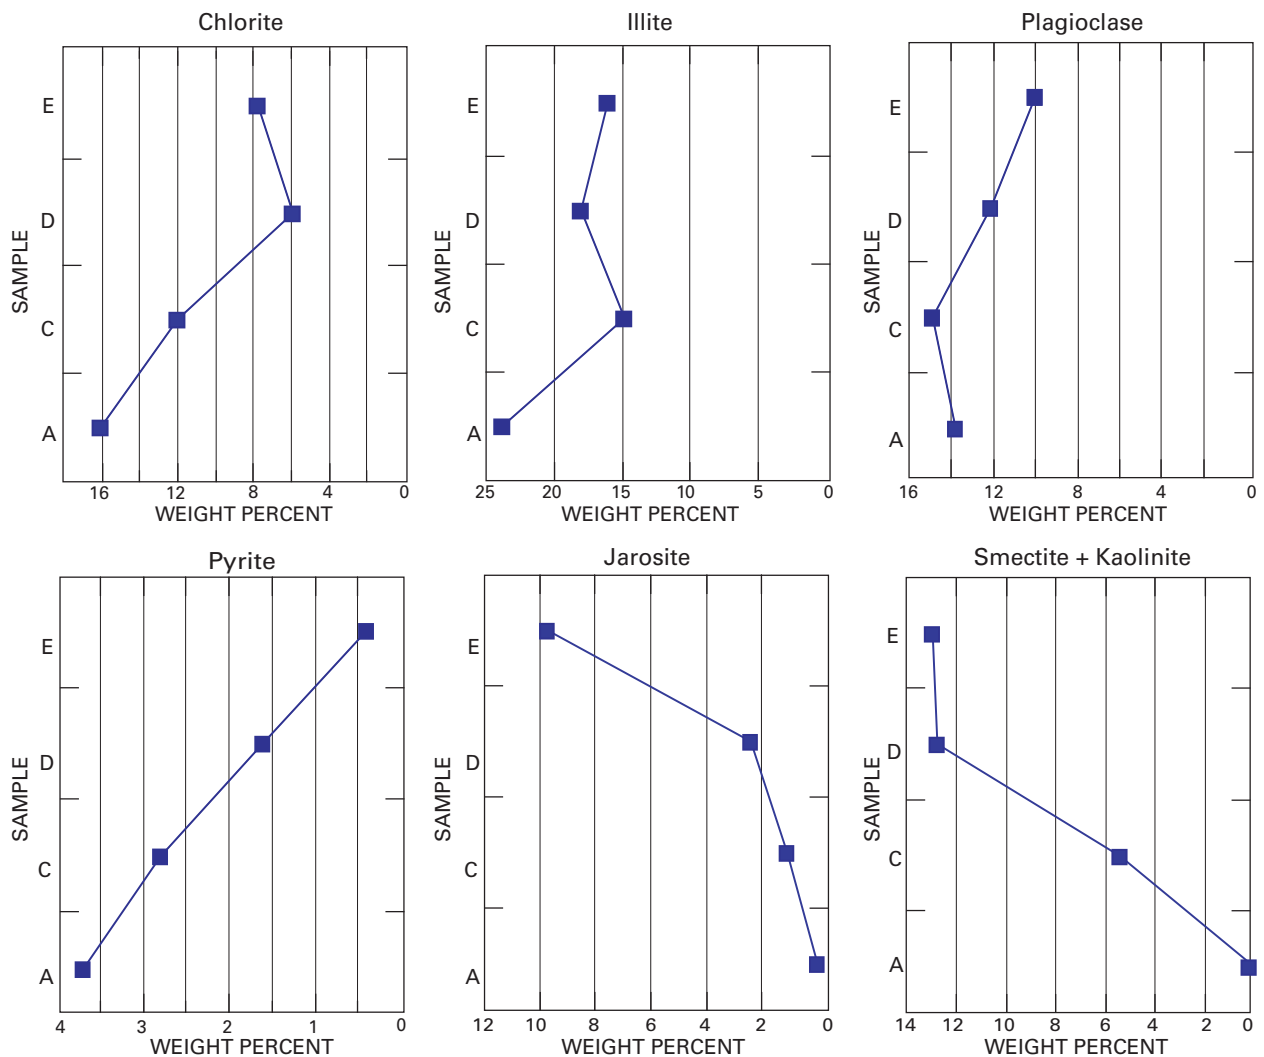 Chlorite
E
D
C
A
SAMPLE
16 12 8 4 0
WEIGHT PERCENT
Illite
E
D
C
A
SAMPLE
25 20 15 10 5 0
WEIGHT PERCENT
Plagioclase
E
D
C
A
SAMPLE
16 12 8 4 0
WEIGHT PERCENT
Pyrite
E
D
C
A
SAMPLE
4 3 2 1 0
WEIGHT PERCENT
Jarosite
E
D
C
A
SAMPLE
12 10 8 6 4 2 0
WEIGHT PERCENT
Smectite + Kaolinite
E
D
C
A
SAMPLE
14 12 10 8 6 4 2 0
WEIGHT PERCENT